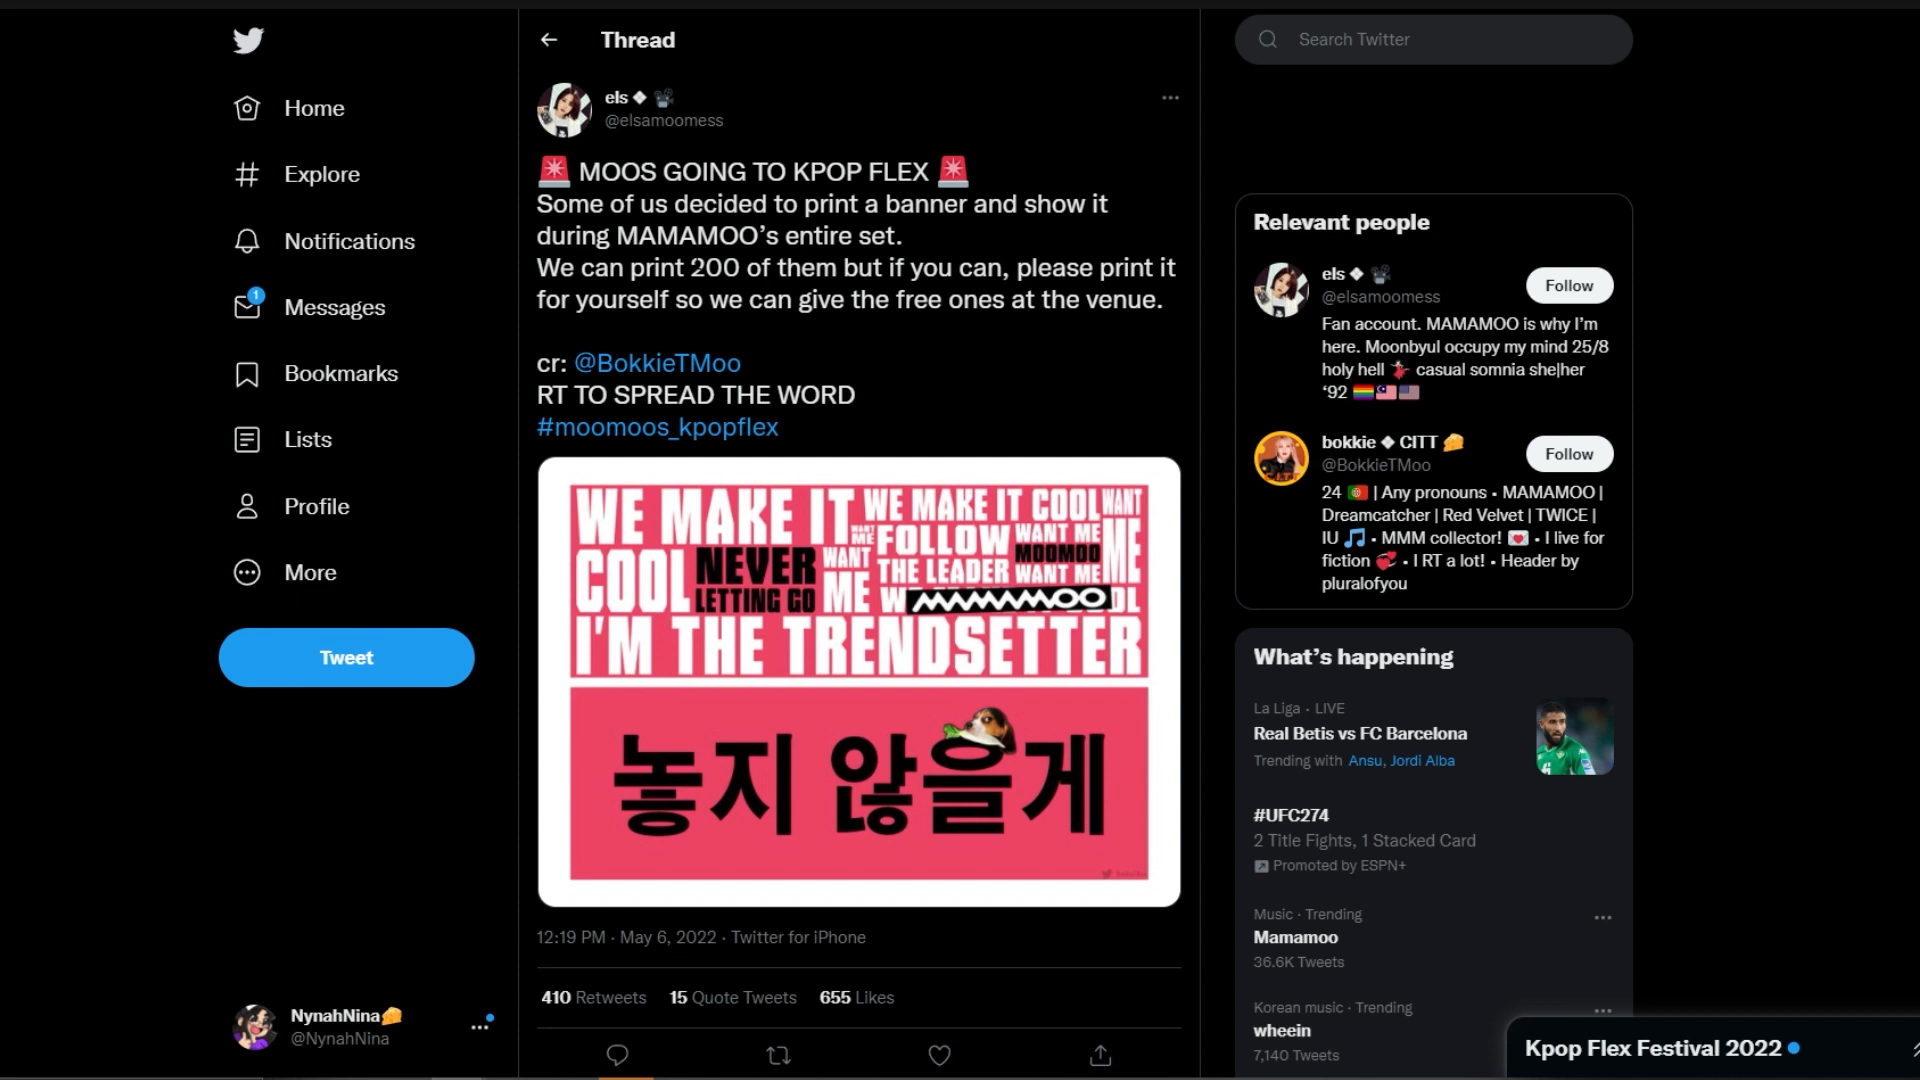 Thread
Search Twitter
Home
Explore
Notifications
1
Messages
Bookmarks
Lists
Profile
More
Tweet
NynahNina
@NynahNina
els
@elsamoomess
MOOS GOING TO KPOP FLEX
Some of us decided to print a banner and show it
during MAMAMOO’s entire set.
We can print 200 of them but if you can, please print it
for yourself so we can give the free ones at the venue.
cr: @BokkieTMoo
RT TO SPREAD THE WORD
#moomoos_kpopflex
WE MAKE IT
COOL
NEVER
LETTING GO
WANT
ME
WE MAKE IT COOL
WANT
ME
FOLLOW
THE LEADER
WANT ME
MOOMOO
WANT ME
WANT
ME
MAMAMOO
I'M THE TRENDSETTER
놓지 않을게
12:19 PM · May 6, 2022 · Twitter for iPhone
410 Retweets 15 Quote Tweets 655 Likes
Relevant people
els
@elsamoomess
Follow
Fan account. MAMAMOO is why I’m
here. Moonbyul occupy my mind 25/8
holy hell casual somnia she|her
‘92
bokkie ❖ CITT
@BokkieTMoo
Follow
24 | Any pronouns • MAMAMOO |
Dreamcatcher | Red Velvet | TWICE |
IU • MMM collector! • I live for
fiction • I RT a lot! • Header by
pluralofyou
What’s happening
La Liga · LIVE
Real Betis vs FC Barcelona
Trending with Ansu, Jordi Alba
#UFC274
2 Title Fights, 1 Stacked Card
Promoted by ESPN+
Music · Trending
Mamamoo
36.6K Tweets
Korean music · Trending
wheein
7,140 Tweets
Kpop Flex Festival 2022